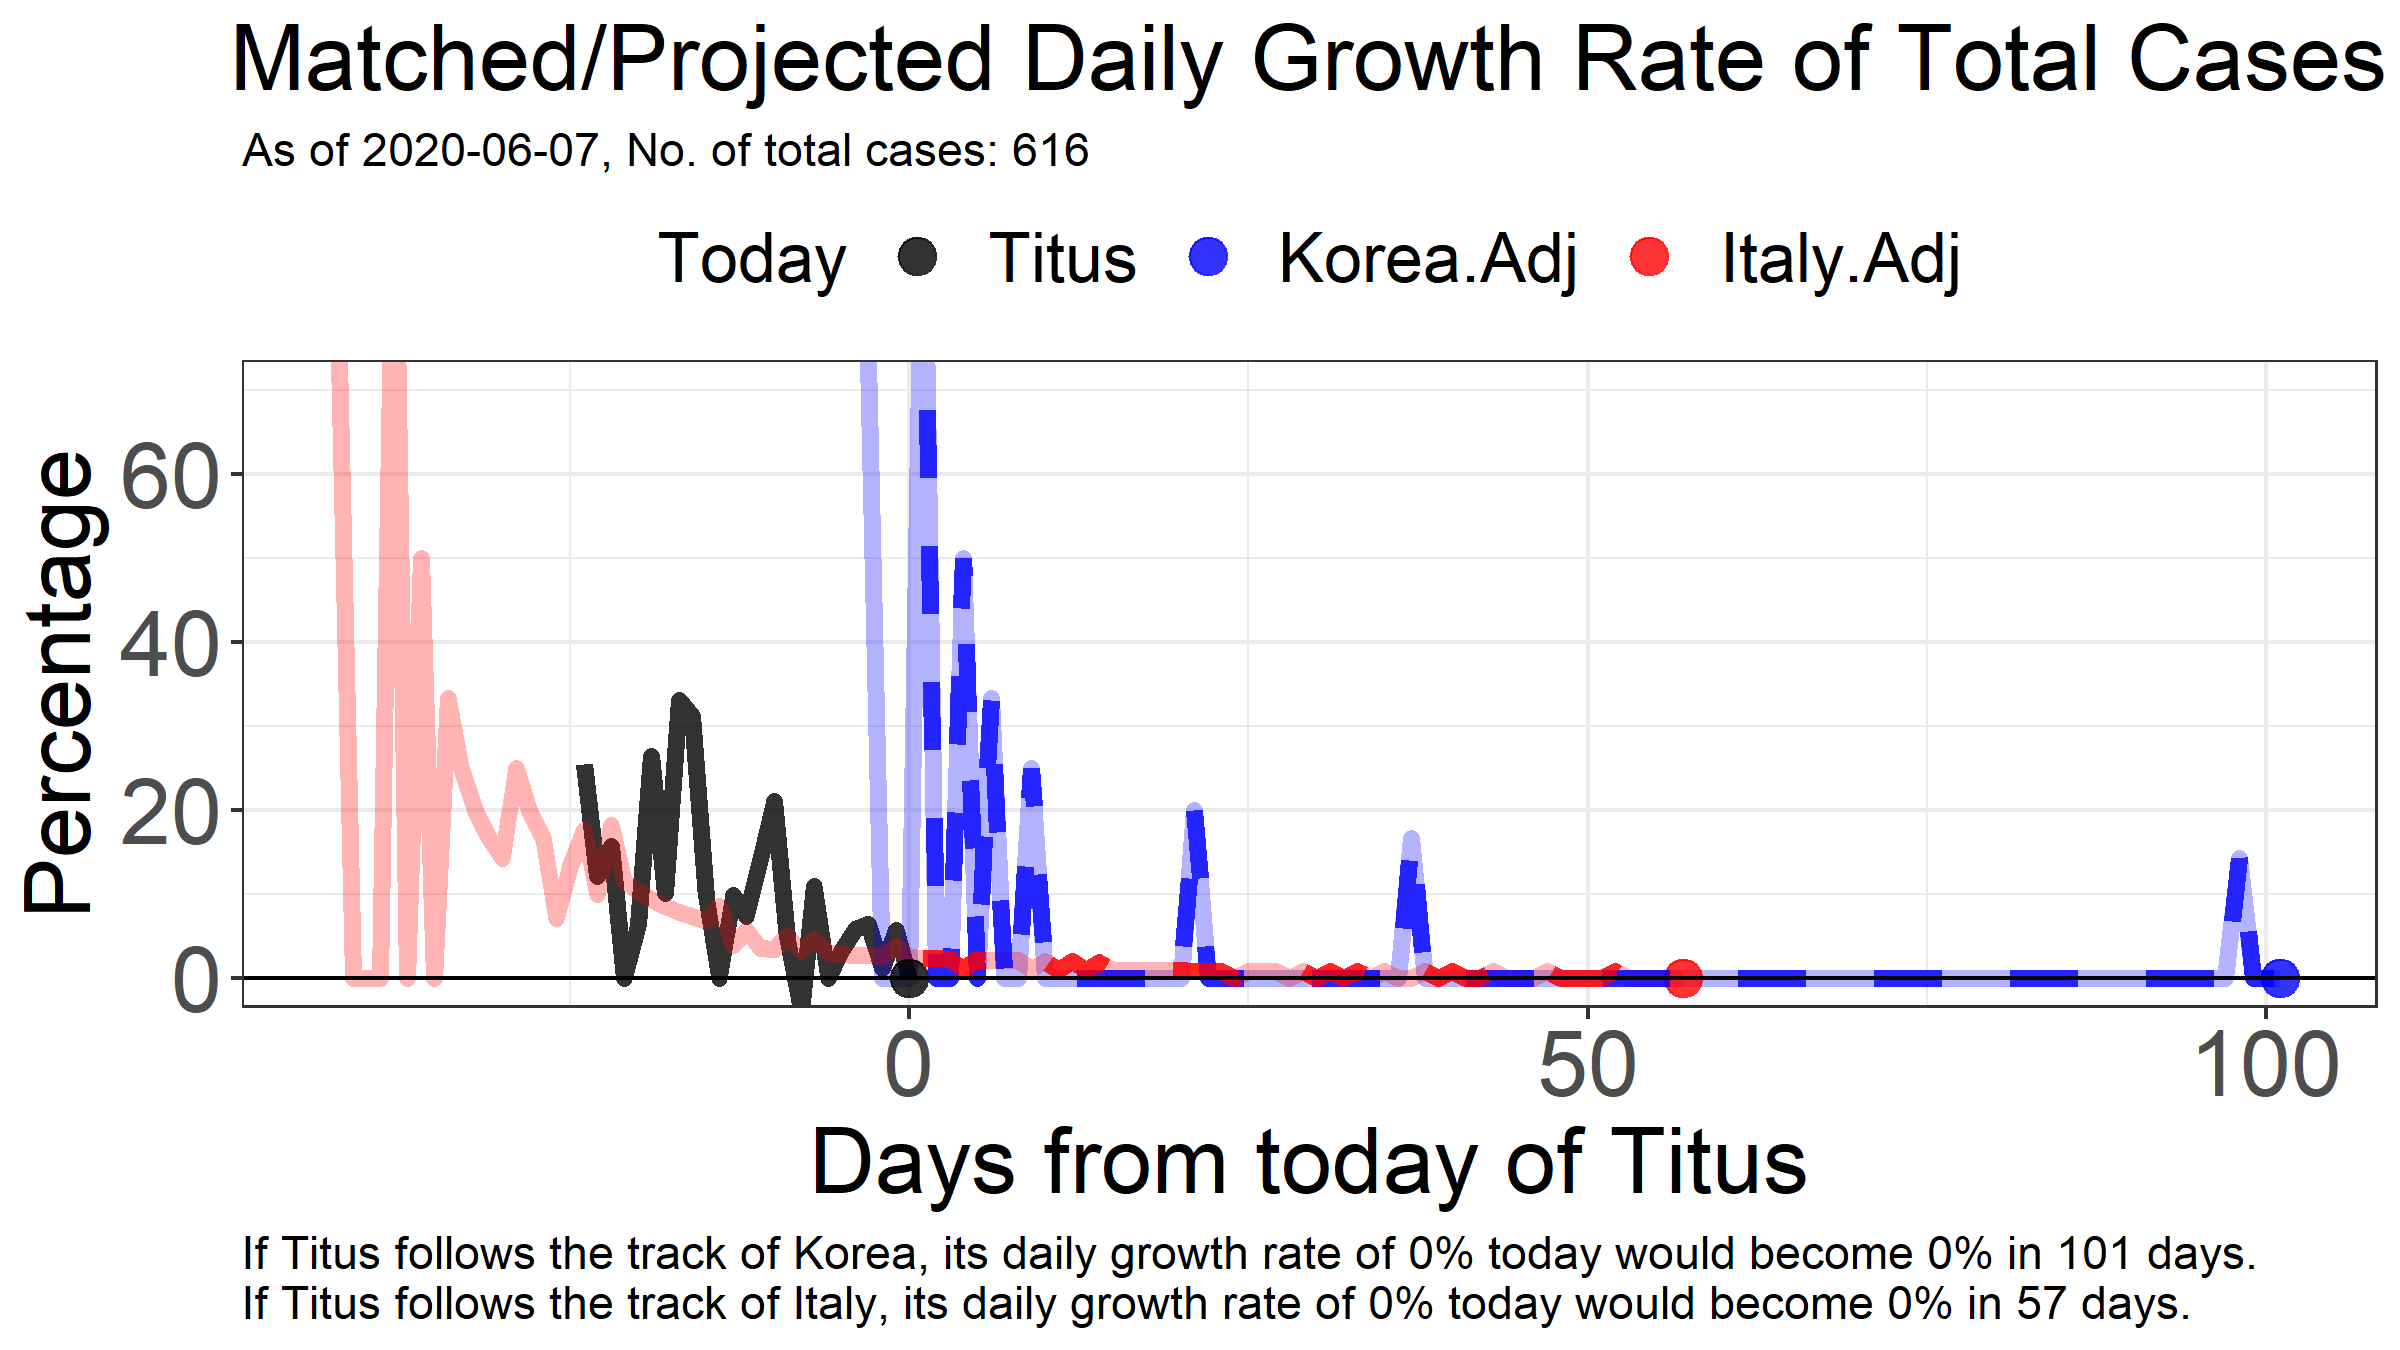 Matched/Projected Daily Growth Rate of Total Cases
As of 2020-06-07, No. of total cases: 616
Today Titus Korea.Adj Italy.Adj
Percentage
60
40
20
0
0 50 100
Days from today of Titus
If Titus follows the track of Korea, its daily growth rate of 0% today would become 0% in 101 days.
If Titus follows the track of Italy, its daily growth rate of 0% today would become 0% in 57 days.